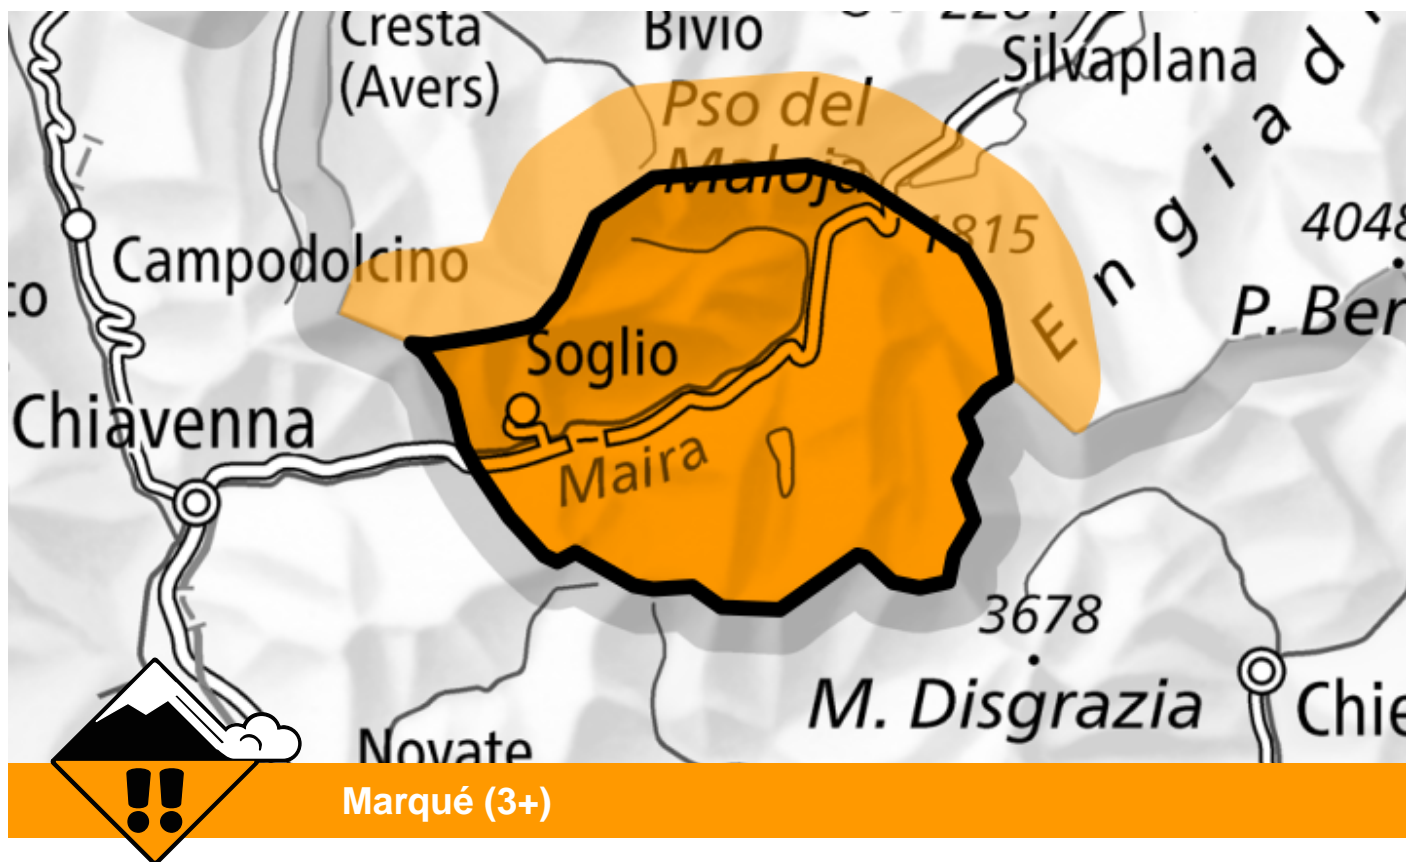 Cresta
(Avers)
Bivio
Silvaplana
Pso del
Maloja
1815
Engiad
4048
P. Ber
Campodolcino
co
Soglio
Chiavenna
Maira
3678
M. Disgrazia
Chie
Novate
Marqué (3+)